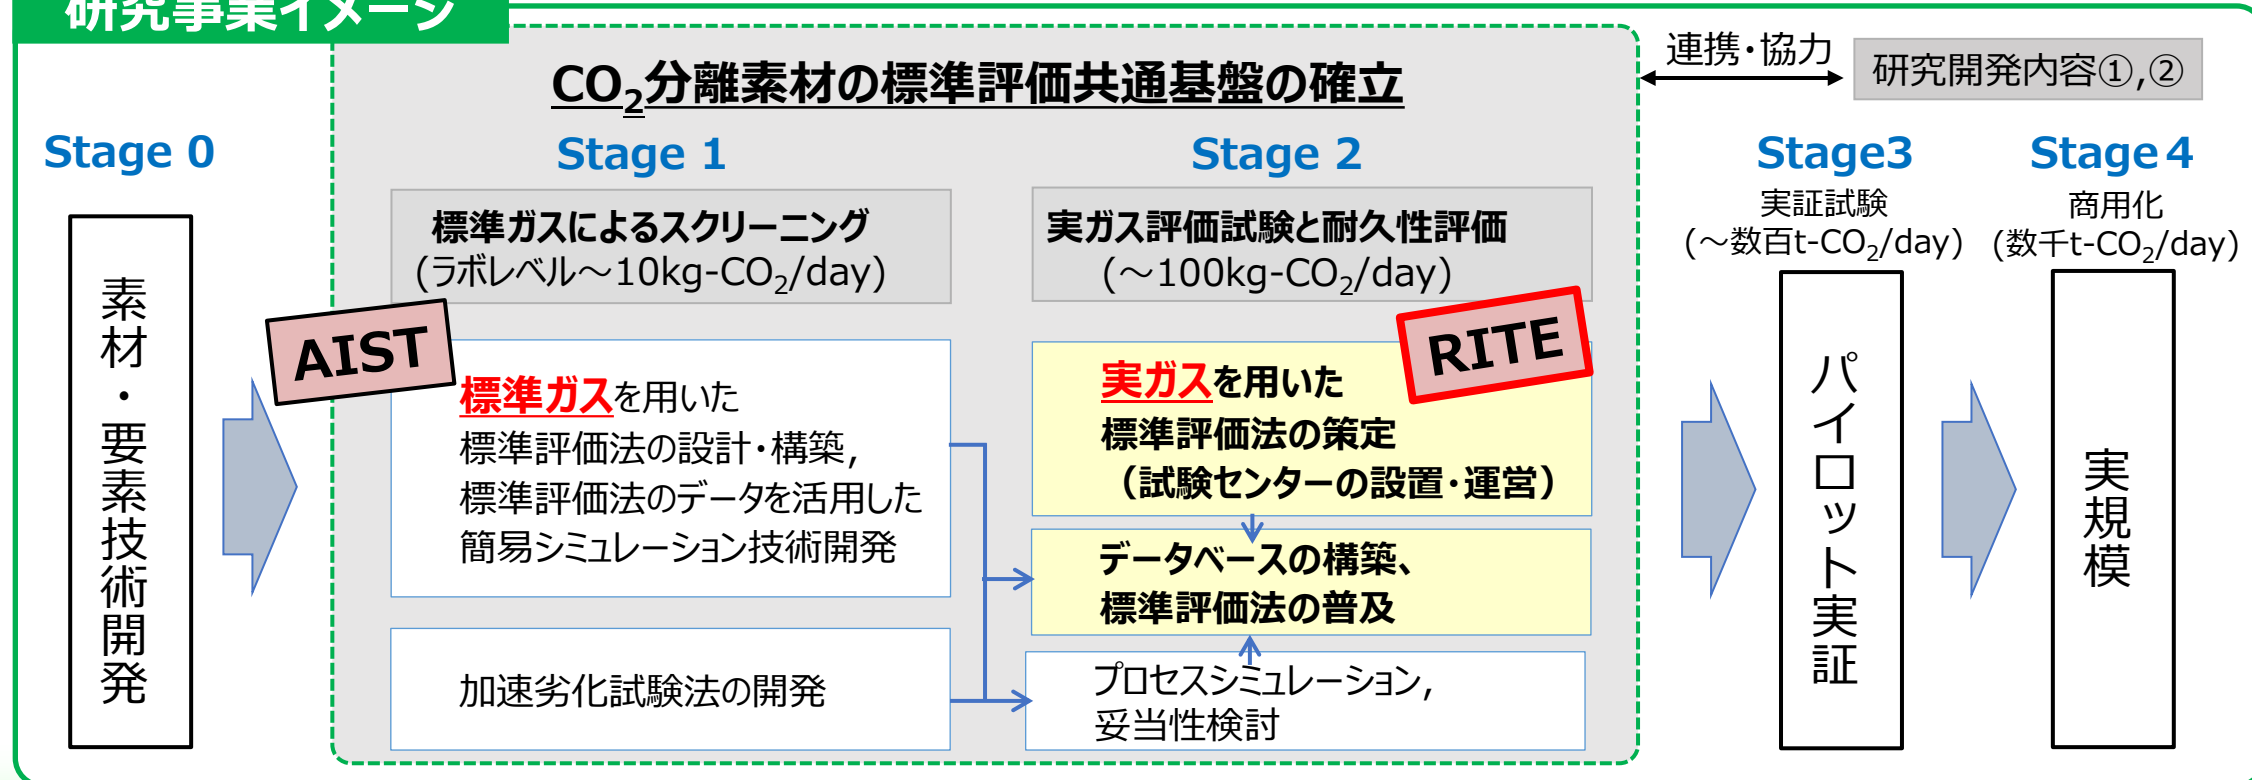 研究事業イメージ
CO₂分離素材の標準評価共通基盤の確立
連携・協力
研究開発内容①,②
Stage 0
素材・要素技術開発
Stage 1
標準ガスによるスクリーニング
(ラボレベル～10kg-CO₂/day)
AIST
標準ガスを用いた
標準評価法の設計・構築,
標準評価法のデータを活用した
簡易シミュレーション技術開発
加速劣化試験法の開発
Stage 2
実ガス評価試験と耐久性評価
(～100kg-CO₂/day)
RITE
実ガスを用いた
標準評価法の策定
（試験センターの設置・運営）
データベースの構築、
標準評価法の普及
プロセスシミュレーション,
妥当性検討
Stage3
実証試験
(～数百t-CO₂/day)
パイロット実証
Stage４
商用化
(数千t-CO₂/day)
実規模